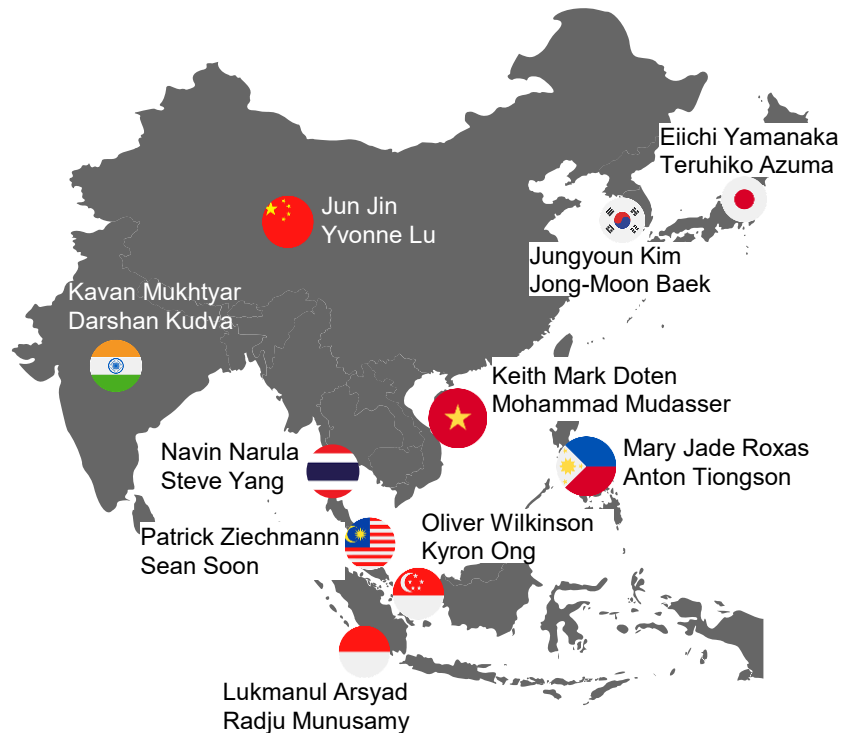 Eiichi Yamanaka
Teruhiko Azuma
Jun Jin
Yvonne Lu
Jungyoun Kim
Jong-Moon Baek
Kavan Mukhtyar
Darshan Kudva
Keith Mark Doten
Mohammad Mudasser
Navin Narula
Steve Yang
Mary Jade Roxas
Anton Tiongson
Patrick Ziechmann
Sean Soon
Oliver Wilkinson
Kyron Ong
Lukmanul Arsyad
Radju Munusamy